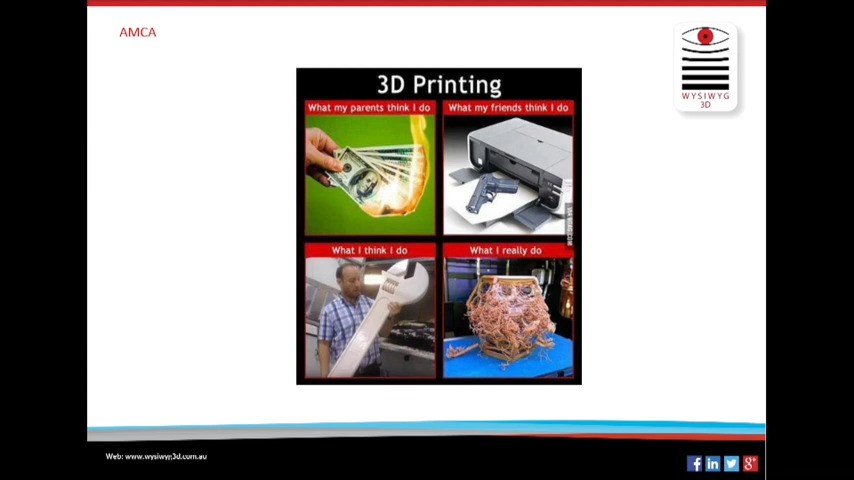 AMCA
WYSIWYG
3D
3D Printing
What my parents think I do
What my friends think I do
What I think I do
What I really do
Web: www.wysiwyg3d.com.au